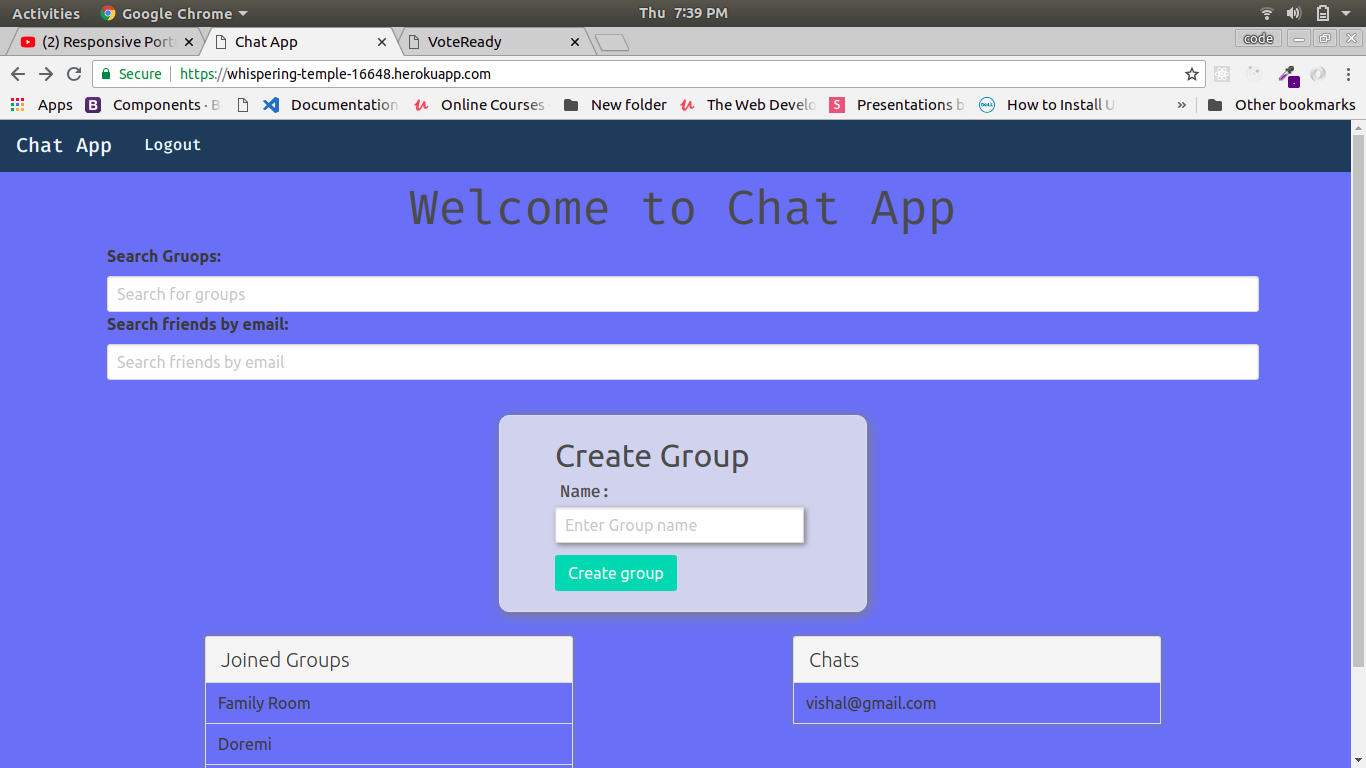 Activities Google Chrome Thu 7:39 PM
(2) Responsive Port Chat App VoteReady code
Secure https://whispering-temple-16648.herokuapp.com
Apps Components · B Documentation Online Courses New folder The Web Develo Presentations b How to Install U » Other bookmarks
Chat App Logout
Welcome to Chat App
Search Gruops:
Search for groups
Search friends by email:
Search friends by email
Create Group
Name:
Enter Group name
Create group
Joined Groups Chats
Family Room vishal@gmail.com
Doremi